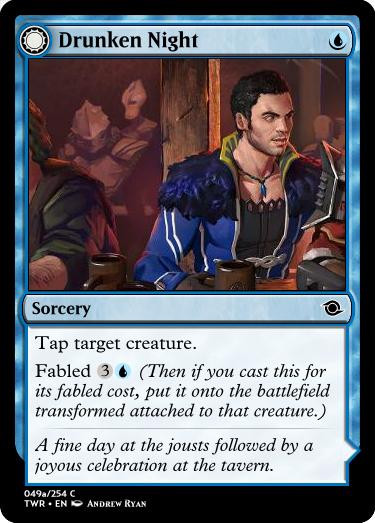 Drunken Night
Sorcery
Tap target creature.
Fabled 3 (Then if you cast this for
its fabled cost, put it onto the battlefield
transformed attached to that creature.)
A fine day at the jousts followed by a
joyous celebration at the tavern.
049a/254 C
TWR • EN Andrew Ryan